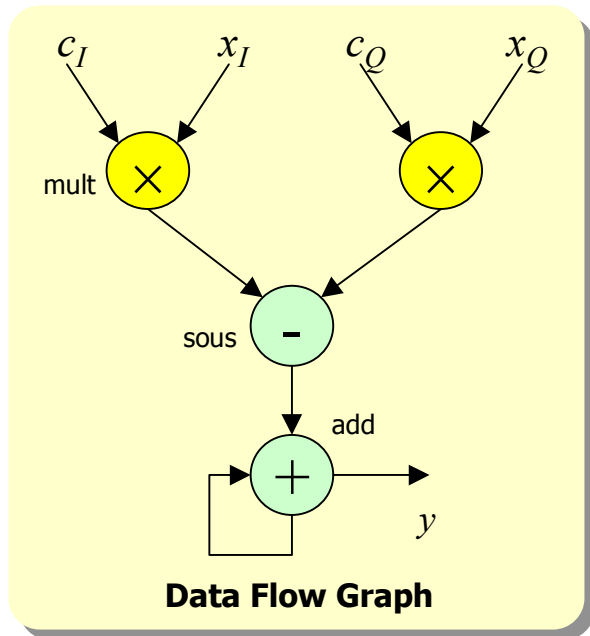 c_I x_I c_Q x_Q
mult × ×
sous -
add
+
y
Data Flow Graph